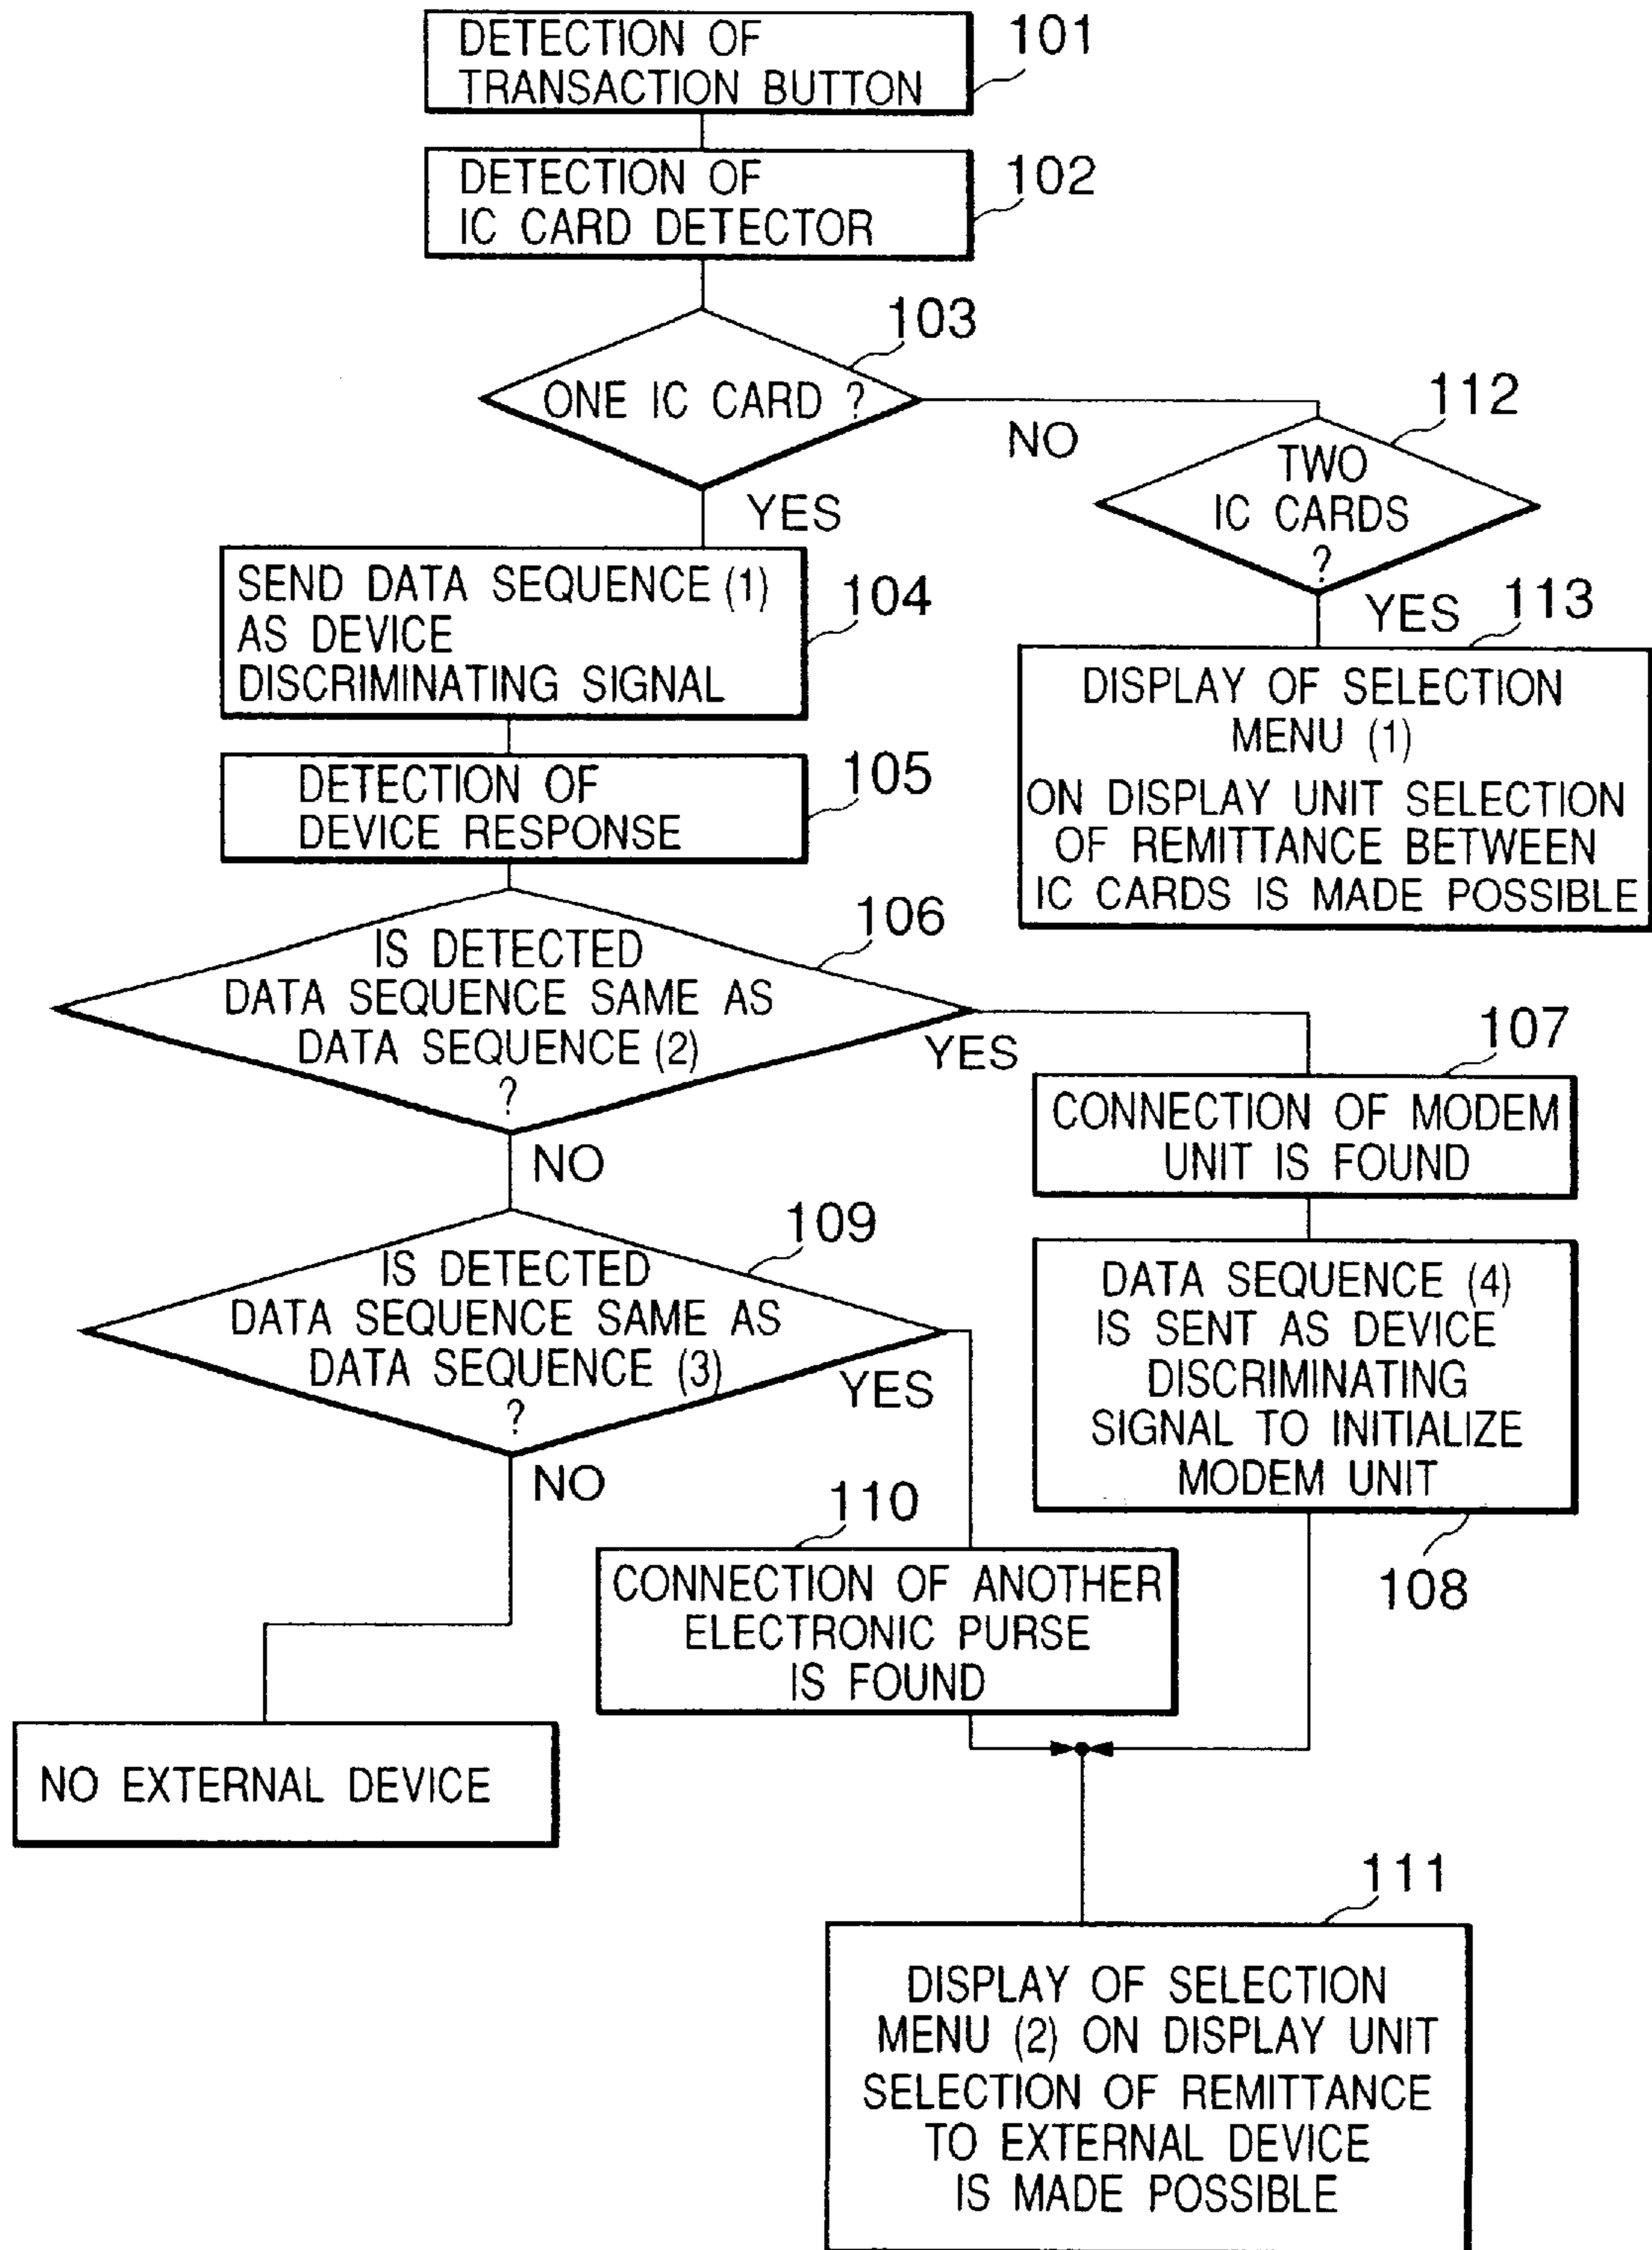 DETECTION OF
TRANSACTION BUTTON
101
DETECTION OF
IC CARD DETECTOR
102
103
ONE IC CARD ?
NO
YES
112
TWO
IC CARDS
?
YES
113
DISPLAY OF SELECTION
MENU (1)
ON DISPLAY UNIT SELECTION
OF REMITTANCE BETWEEN
IC CARDS IS MADE POSSIBLE
SEND DATA SEQUENCE (1)
AS DEVICE
DISCRIMINATING SIGNAL
104
DETECTION OF
DEVICE RESPONSE
105
106
IS DETECTED
DATA SEQUENCE SAME AS
DATA SEQUENCE (2)
?
YES
NO
107
CONNECTION OF MODEM
UNIT IS FOUND
DATA SEQUENCE (4)
IS SENT AS DEVICE
DISCRIMINATING
SIGNAL TO INITIALIZE
MODEM UNIT
108
109
IS DETECTED
DATA SEQUENCE SAME AS
DATA SEQUENCE (3)
?
YES
NO
110
CONNECTION OF ANOTHER
ELECTRONIC PURSE
IS FOUND
NO EXTERNAL DEVICE
111
DISPLAY OF SELECTION
MENU (2) ON DISPLAY UNIT
SELECTION OF REMITTANCE
TO EXTERNAL DEVICE
IS MADE POSSIBLE